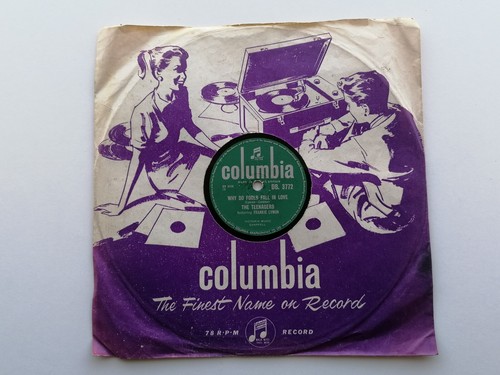 columbia
DB. 3772
WHY DO FOOLS FALL IN LOVE
THE TEENAGERS
featuring FRANKIE LYMON
columbia
The Finest Name on Record
78 R·P·M RECORD